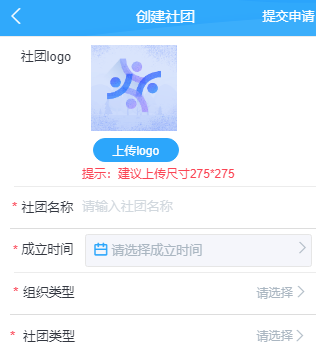 创建社团 提交申请
社团logo
上传logo
提示：建议上传尺寸275*275
* 社团名称 请输入社团名称
* 成立时间 请选择成立时间
* 组织类型 请选择
* 社团类型 请选择